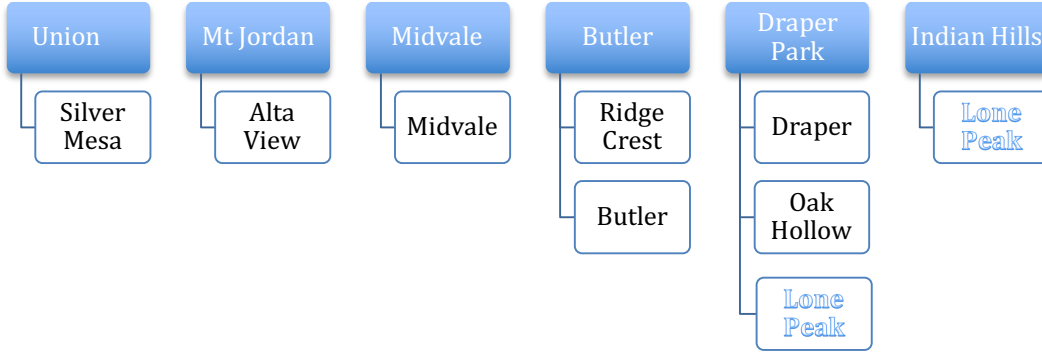 Union
Silver
Mesa
Mt Jordan
Alta
View
Midvale
Midvale
Butler
Ridge
Crest
Butler
Draper
Park
Draper
Oak
Hollow
Lone
Peak
Indian Hills
Lone
Peak